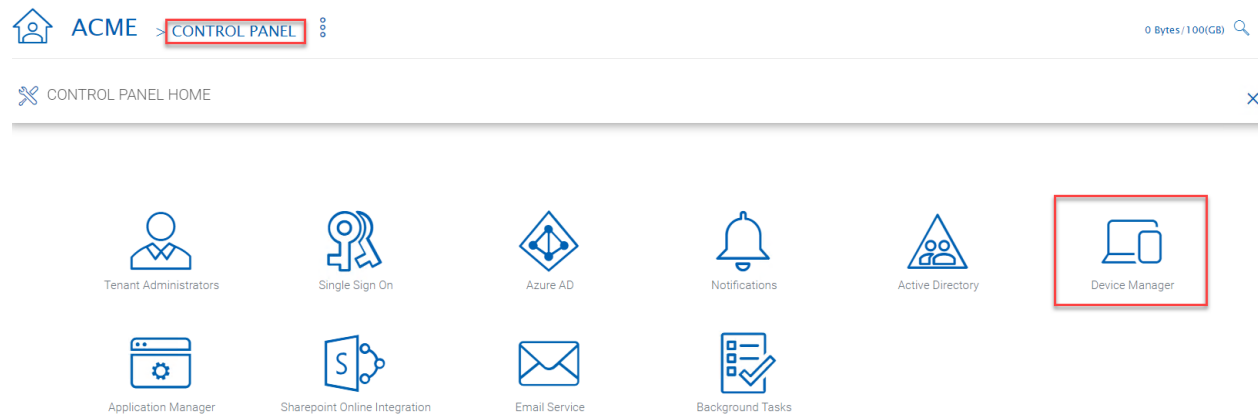 ACME > CONTROL PANEL 0 Bytes/100(GB)
CONTROL PANEL HOME
Tenant Administrators Single Sign On Azure AD Notifications Active Directory Device Manager
S
Application Manager Sharepoint Online Integration Email Service Background Tasks